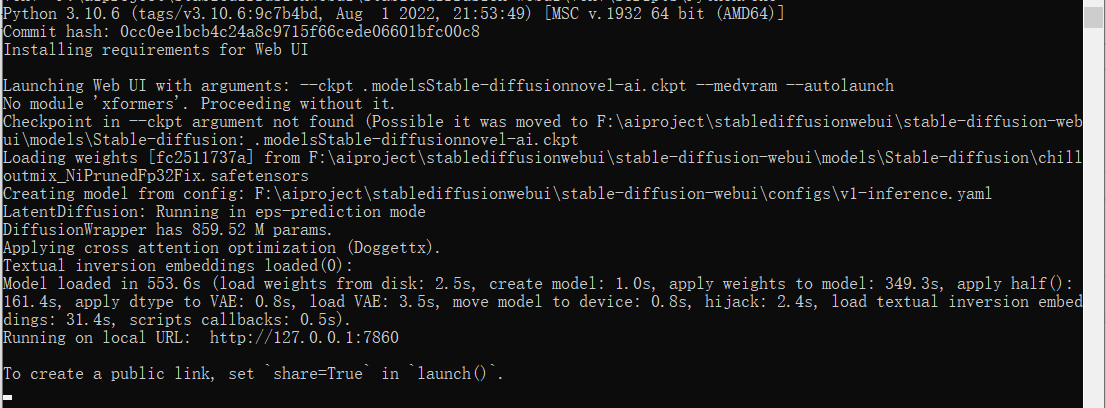 Python 3.10.6 (tags/v3.10.6:9c7b4bd, Aug  1 2022, 21:53:49) [MSC v.1932 64 bit (AMD64)]
Commit hash: 0cc0ee1bcb4c24a8c9715f66cede06601bfc00c8
Installing requirements for Web UI
Launching Web UI with arguments: --ckpt .modelsStable-diffusionnovel-ai.ckpt --medvram --autolaunch
No module 'xformers'. Proceeding without it.
Checkpoint in --ckpt argument not found (Possible it was moved to F:\aiproject\stablediffusionwebui\stable-diffusion-web
ui\models\Stable-diffusion: .modelsStable-diffusionnovel-ai.ckpt
Loading weights [fc2511737a] from F:\aiproject\stablediffusionwebui\stable-diffusion-webui\models\Stable-diffusion\chill
outmix_NiPrunedFp32Fix.safetensors
Creating model from config: F:\aiproject\stablediffusionwebui\stable-diffusion-webui\configs\v1-inference.yaml
LatentDiffusion: Running in eps-prediction mode
DiffusionWrapper has 859.52 M params.
Applying cross attention optimization (Doggettx).
Textual inversion embeddings loaded(0):
Model loaded in 553.6s (load weights from disk: 2.5s, create model: 1.0s, apply weights to model: 349.3s, apply half():
161.4s, apply dtype to VAE: 0.8s, load VAE: 3.5s, move model to device: 0.8s, hijack: 2.4s, load textual inversion embed
dings: 31.4s, scripts callbacks: 0.5s).
Running on local URL:  http://127.0.0.1:7860
To create a public link, set `share=True` in `launch()`.